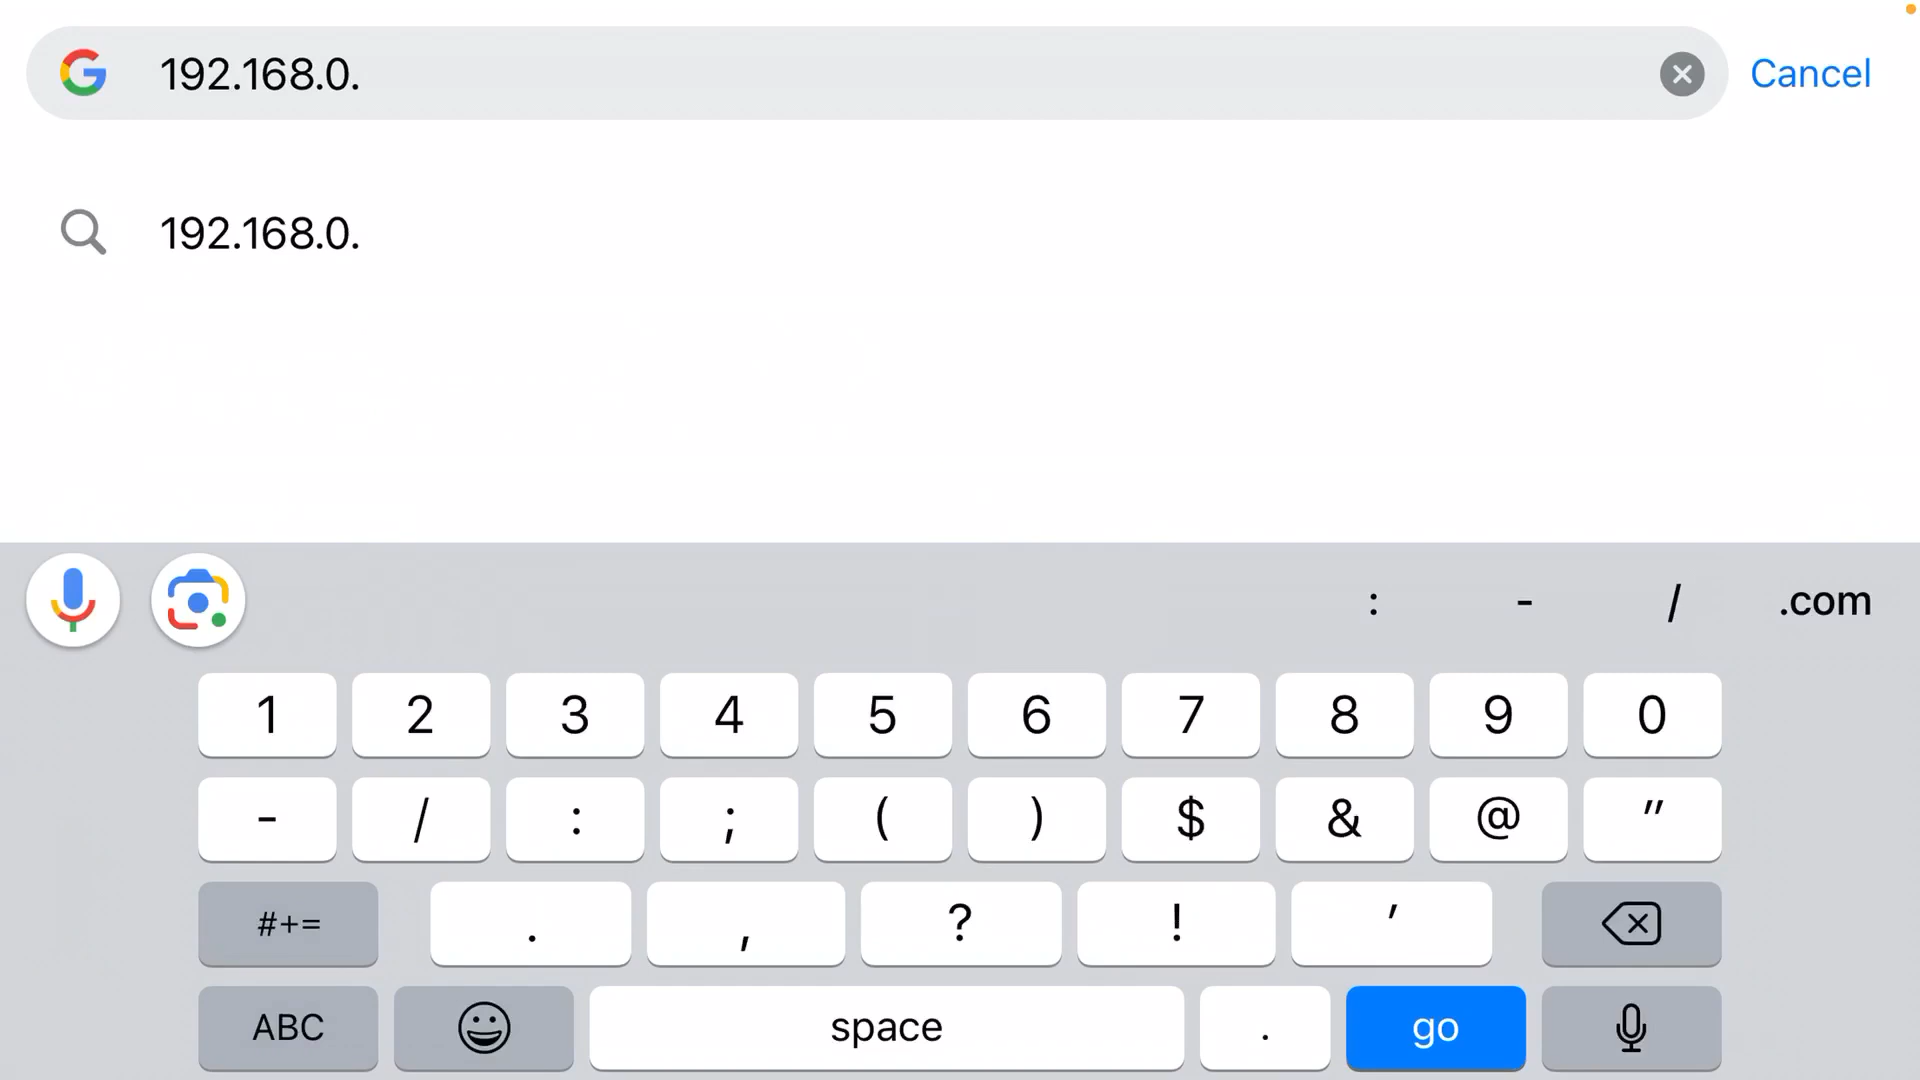 192.168.0. Cancel
192.168.0.
: - / .com
1 2 3 4 5 6 7 8 9 0
- / : ; ( ) $ & @ "
#+= . , ? ! '
ABC space . go